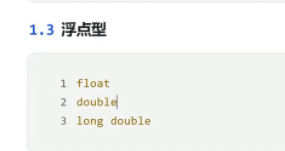 1.3 浮点型
1 float
2 double
3 long double